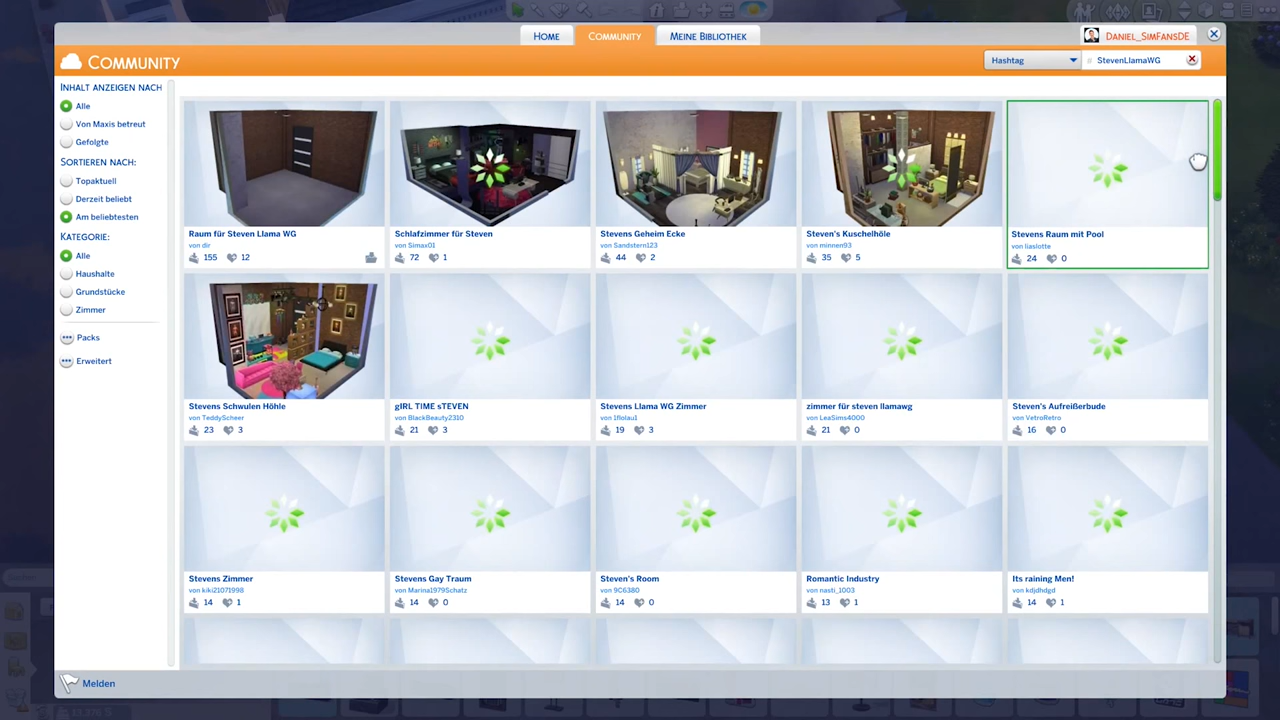 HOME COMMUNITY MEINE BIBLIOTHEK DANIEL_SIMFANSDE
COMMUNITY Hashtag # StevenLlamaWG
INHALT ANZEIGEN NACH
Alle
Von Maxis betreut
Gefolgte
SORTIEREN NACH:
Topaktuell
Derzeit beliebt
Am beliebtesten
KATEGORIE:
Alle
Haushalte
Grundstücke
Zimmer
Packs
Erweitert
Raum für Steven Llama WG
von dir
155 12
Schlafzimmer für Steven
von Simax01
72 1
Stevens Geheim Ecke
von Sandstern123
44 2
Steven's Kuschelhöle
von minnen93
35 5
Stevens Raum mit Pool
von liaslotte
24 0
Stevens Schwulen Höhle
von TeddyScheer
23 3
gIRL TIME sTEVEN
von BlackBeauty2310
21 3
Stevens Llama WG Zimmer
von 1flolau1
19 3
zimmer für steven llamawg
von LeaSims4000
21 0
Steven's Aufreißerbude
von VetroRetro
16 0
Stevens Zimmer
von kiki21071998
14 1
Stevens Gay Traum
von Marina1979Schatz
14 0
Steven's Room
von 9C6380
14 0
Romantic Industry
von nasti_1003
13 1
Its raining Men!
von kdjdhdgd
14 1
Melden